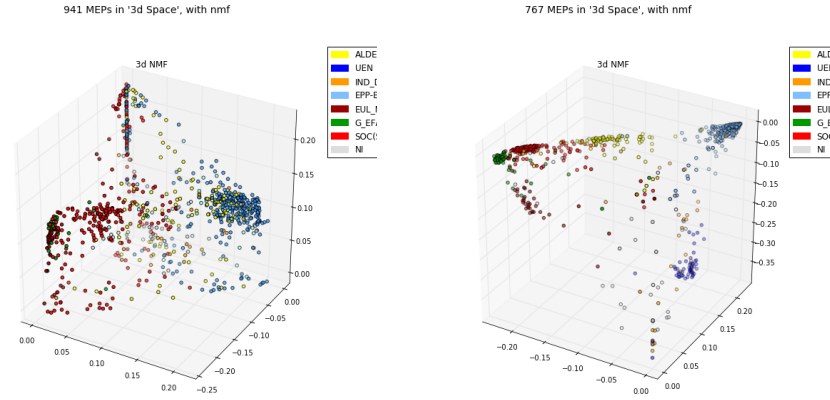 941 MEPs in '3d Space', with nmf
3d NMF
ALDE
UEN
IND_D
EPP-E
EUL_N
G_EFA
SOC(S
NI
0.20
0.15
0.10
0.05
0.00
0.00
0.05
0.10
0.15
0.20
0.00
−0.05
−0.10
−0.15
−0.20
−0.25
767 MEPs in '3d Space', with nmf
3d NMF
ALDE
UEN
IND
EPP
EUL
G_E
SOC
NI
0.00
−0.05
−0.10
−0.15
−0.20
−0.25
−0.30
−0.35
−0.20
−0.15
−0.10
−0.05
0.00
0.20
0.15
0.10
0.05
0.00